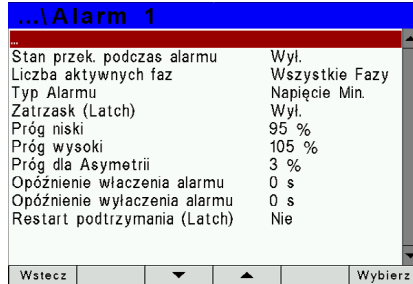 ...\Alarm 1
...
Stan przek. podczas alarmu Wył.
Liczba aktywnych faz Wszystkie Fazy
Typ Alarmu Napięcie Min.
Zatrzask (Latch) Wył.
Próg niski 95 %
Próg wysoki 105 %
Próg dla Asymetrii 3 %
Opóźnienie właczenia alarmu 0 s
Opóźnienie wyłaczenia alarmu 0 s
Restart podtrzymania (Latch) Nie
Wstecz Wybierz